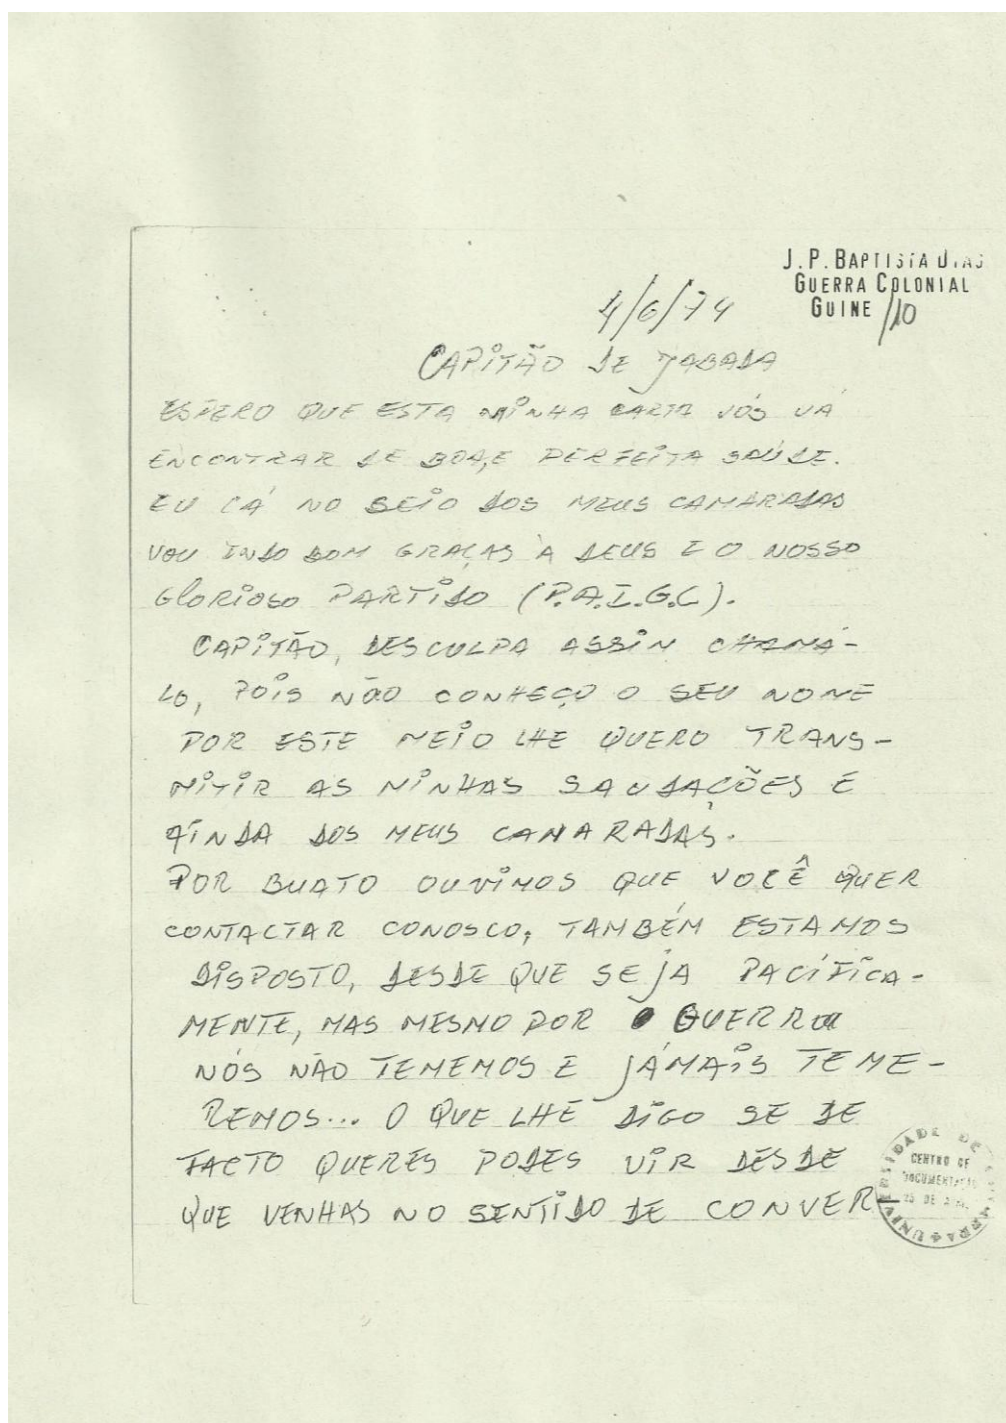 J.P. BAPTISTA DIAS
GUERRA COLONIAL
GUINE /10
4/6/74
CAPITÃO DE JABADA
ESPERO QUE ESTA MINHA CARTA VÓS VÁ
ENCONTRAR DE BOA, E PERFEITA SAÚDE.
EU CÁ NO SEIO DOS MEUS CAMARADAS
VOU INDO BOM GRAÇAS À DEUS E O NOSSO
GLORIOSO PARTIDO (P.A.I.G.C).
CAPITÃO, DESCULPA ASSIN CHAMÁ-
LO, POIS NÃO CONHEÇO O SEU NOME
POR ESTE MEIO LHE QUERO TRANS-
MITIR AS MINHAS SAUDAÇÕES E
AINDA DOS MEUS CAMARADAS.
POR BUATO OUVIMOS QUE VOCÊ QUER
CONTACTAR CONOSCO, TAMBÉM ESTAMOS
DISPOSTO, DESDE QUE SEJA PACÍFICA-
MENTE, MAS MESMO POR GUERRA
NÓS NÃO TEMEMOS E JÁMAIS TEME-
REMOS... O QUE LHE DIGO SE DE
FACTO QUERES PODES VIR DESDE
QUE VENHAS NO SENTIDO DE CONVER
UNIVERSIDADE DE COIMBRA
CENTRO DE
DOCUMENTAÇÃO
25 DE ABRIL